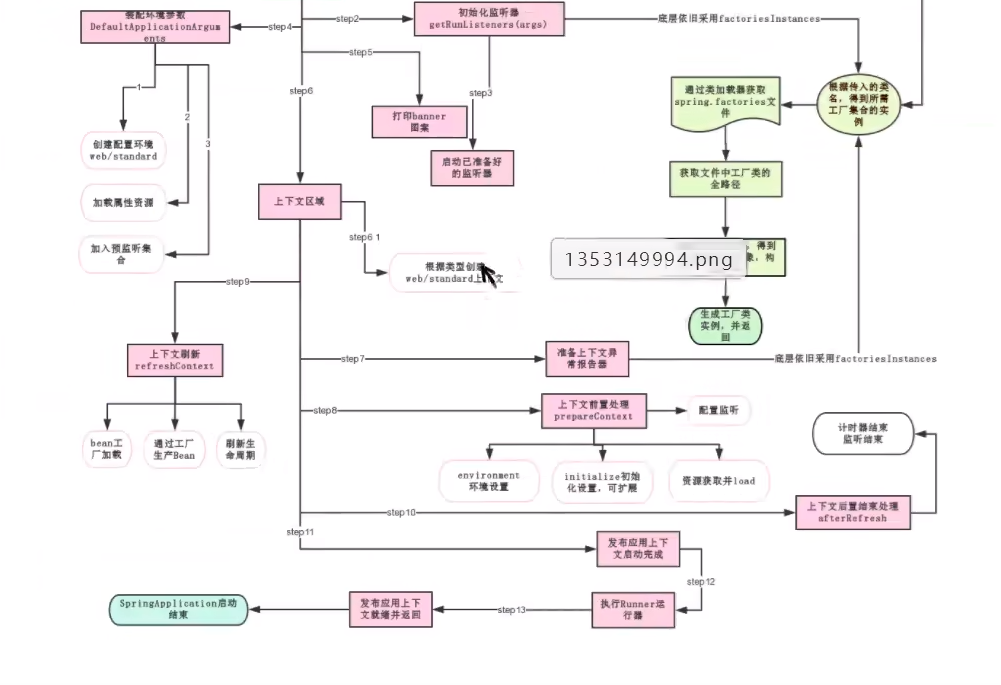 装配环境参数
DefaultApplicationArgum
ents
step4
step2
初始化监听器
getRunListeners(args)
底层依旧采用factoriesInstances
step5
step6
step3
打印banner
图案
启动已准备好
的监听器
1
2
3
创建配置环境
web/standard
加载属性资源
加入预监听集
合
通过类加载器获取
spring.factories文
件
根据传入的类
名，得到所需
工厂集合的实
例
获取文件中工厂类的
全路径
，得到
象，构
1353149994.png
生成工厂类
实例，并返
回
上下文区域
step6 1
根据类型创建
web/standard上下文
step9
上下文刷新
refreshContext
bean工
厂加载
通过工厂
生产Bean
刷新生
命周期
step7
准备上下文异
常报告器
底层依旧采用factoriesInstances
step8
上下文前置处理
prepareContext
配置监听
environment
环境设置
initialize初始
化设置，可扩展
资源获取并load
计时器结束
监听结束
step10
上下文后置结束处理
afterRefresh
step11
发布应用上下
文启动完成
step12
执行Runner运
行器
step13
发布应用上下
文就绪并返回
SpringApplication启动
结束